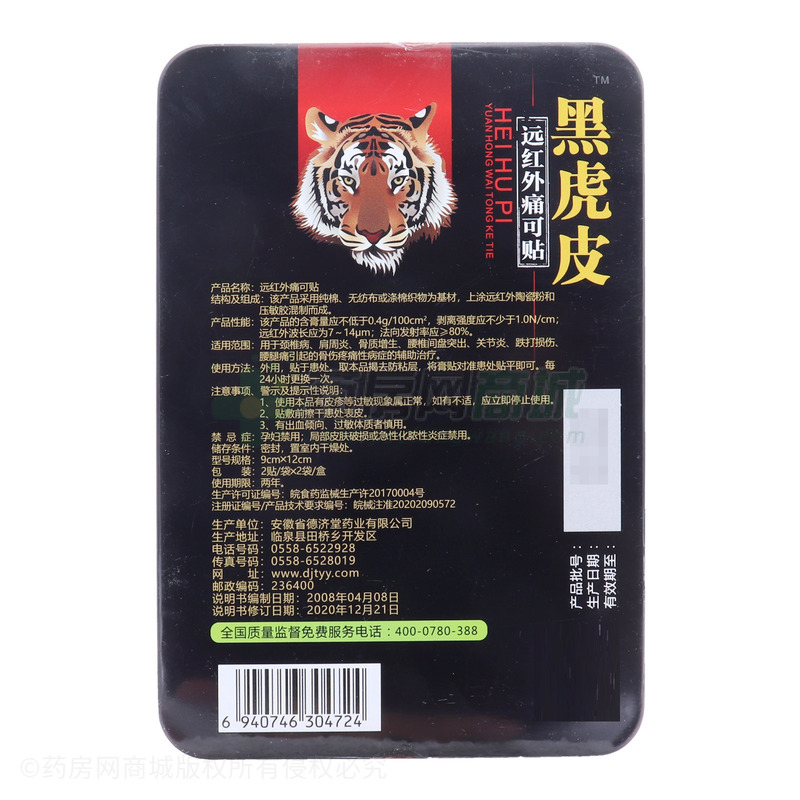 TM
黑虎皮
远红外痛可贴
HEI HU PI
YUAN HONG WAI TONG KE TIE
产品名称：远红外痛可贴
结构及组成：该产品采用纯棉、无纺布或涤棉织物为基材，上涂远红外陶瓷粉和
压敏胶混制而成。
产品性能：该产品的含膏量应不低于0.4g/100cm²，剥离强度应不少于1.0N/cm；
远红外波长应为7～14μm；法向发射率应≥80%。
适用范围：用于颈椎病、肩周炎、骨质增生、腰椎间盘突出、关节炎、跌打损伤、
腰腿痛引起的骨伤疼痛性病症的辅助治疗。
使用方法：外用，贴于患处。取本品揭去防粘层，将膏贴对准患处贴平即可。每
24小时更换一次。
注意事项：警示及提示性说明：
1、使用本品有皮疹等过敏现象属正常，如有不适，应立即停止使用。
2、贴敷前擦干患处表皮。
3、有出血倾向、过敏体质者慎用。
禁忌症：孕妇禁用；局部皮肤破损或急性化脓性炎症禁用。
储存条件：密封，置室内干燥处。
型号规格：9cm×12cm
包装：2贴/袋×2袋/盒
使用期限：两年。
生产许可证编号：皖食药监械生产许20170004号
注册证编号/产品技术要求编号：皖械注准20202090572
生产单位：安徽省德济堂药业有限公司
生产地址：临泉县田桥乡开发区
电话号码：0558-6522928
传真号码：0558-6528019
网址：www.djtyy.com
邮政编码：236400
说明书编制日期：2008年04月08日
说明书修订日期：2020年12月21日
全国质量监督免费服务电话：400-0780-388
产品批号：
生产日期：
有效期至：
6 940746 304724
药房网商城
©药房网商城版权所有侵权必究